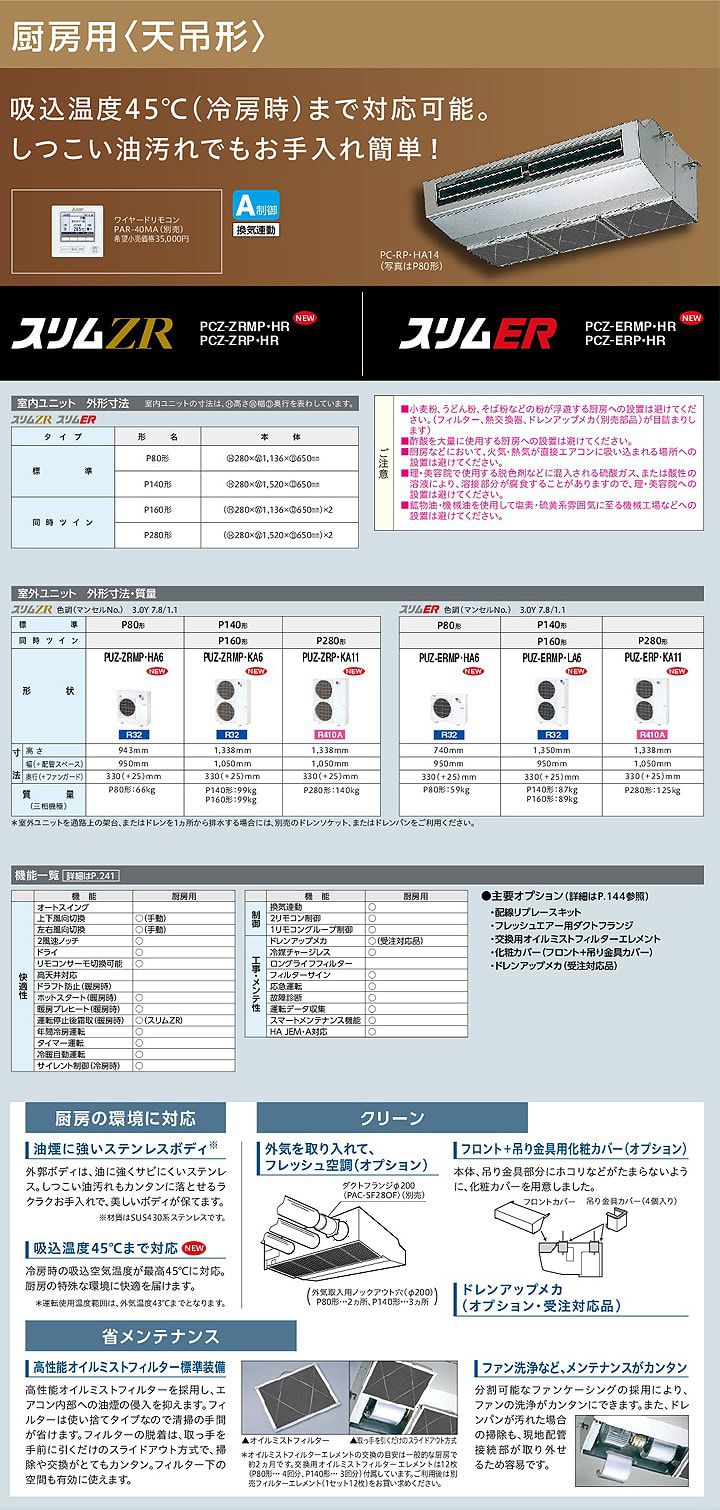 厨房用〈天吊形〉
吸込温度45℃(冷房時)まで対応可能。
しつこい油汚れでもお手入れ簡単!
ワイヤードリモコン
PAR-40MA(別売)
希望小売価格35,000円
A制御
換気連動
PC-RP・HA14
(写真はP80形)
スリムZR
PCZ-ZRMP・HR NEW
PCZ-ZRP・HR
スリムER
PCZ-ERMP・HR NEW
PCZ-ERP・HR
室内ユニット 外形寸法 室内ユニットの寸法は、Ⓗ高さⓌ幅Ⓓ奥行を表わしています。
スリムZR スリムER
タイプ 形名 本体
標準 P80形 (Ⓗ280×Ⓦ1,136×Ⓓ650㎜)
P140形 (Ⓗ280×Ⓦ1,520×Ⓓ650㎜)
同時ツイン P160形 (Ⓗ280×Ⓦ1,136×Ⓓ650㎜)×2
P280形 (Ⓗ280×Ⓦ1,520×Ⓓ650㎜)×2
ご注意
■小麦粉、うどん粉、そば粉などの粉が浮遊する厨房への設置は避けてくだ
さい。(フィルター、熱交換器、ドレンアップメカ〈別売部品〉が目詰まりし
ます)
■酢酸を大量に使用する厨房への設置は避けてください。
■厨房などにおいて、火気・熱気が直接エアコンに吸い込まれる場所への
設置は避けてください。
■理・美容院で使用する脱色剤などに混入される硫酸ガス、または酸性の
溶液により、溶接部分が腐食することがありますので、理・美容院への
設置は避けてください。
■鉱物油・機械油を使用して塩素・硫黄系雰囲気に至る機械工場などへの
設置は避けてください。
室外ユニット 外形寸法・質量
スリムZR 色調(マンセルNo.) 3.0Y 7.8/1.1
標準 P80形 P140形
同時ツイン P160形 P280形
形状 PUZ-ZRMP・HA6 PUZ-ZRMP・KA6 PUZ-ZRP・KA11
NEW NEW NEW
R32 R32 R410A
寸法 高さ 943mm 1,338mm 1,338mm
幅(+配管スペース) 950mm 1,050mm 1,050mm
奥行(+ファンガード) 330(+25)mm 330(+25)mm 330(+25)mm
質量 (三相機種) P80形:66kg P140形:99kg P280形:140kg
P160形:99kg
スリムER 色調(マンセルNo.) 3.0Y 7.8/1.1
P80形 P140形
P160形 P280形
PUZ-ERMP・HA6 PUZ-ERMP・LA6 PUZ-ERP・KA11
NEW NEW NEW
R32 R32 R410A
740mm 1,350mm 1,338mm
950mm 950mm 1,050mm
330(+25)mm 330(+25)mm 330(+25)mm
P80形:59kg P140形:87kg P280形:125kg
P160形:89kg
*室外ユニットを通路上の架台、またはドレンを1ヵ所から排水する場合には、別売のドレンソケット、またはドレンパンをご利用ください。
機能一覧 詳細はP.241
機能 厨房用
快適性
オートスイング
上下風向切換 ○(手動)
左右風向切換 ○(手動)
2風速ノッチ ○
ドライ ○
リモコンサーモ切換可能 ○
高天井対応
ドラフト防止(暖房時)
ホットスタート(暖房時) ○
暖房プレヒート(暖房時) ○
運転停止後霜取(暖房時) ○(スリムZR)
年間冷房運転 ○
タイマー運転 ○
冷暖自動運転 ○
サイレント制御(冷房時) ○
機能 厨房用
制御
換気連動 ○
2リモコン制御 ○
1リモコングループ制御 ○
工事・メンテ性
ドレンアップメカ ○(受注対応品)
冷媒チャージレス ○
ロングライフフィルター
フィルターサイン ○
応急運転 ○
故障診断 ○
運転データ収集 ○
スマートメンテナンス機能 ○
HA JEM-A対応 ○
●主要オプション(詳細はP.144参照)
・配線リプレースキット
・フレッシュエアー用ダクトフランジ
・交換用オイルミストフィルターエレメント
・化粧カバー(フロント+吊り金具カバー)
・ドレンアップメカ(受注対応品)
厨房の環境に対応
油煙に強いステンレスボディ※
外郭ボディは、油に強くサビにくいステンレ
ス。しつこい油汚れもカンタンに落とせるラ
クラクお手入れで、美しいボディが保てます。
※材質はSUS430系ステンレスです。
吸込温度45℃まで対応 NEW
冷房時の吸込空気温度が最高45℃に対応。
厨房の特殊な環境に快適を届けます。
*運転使用温度範囲は、外気温度43℃までとなります。
クリーン
外気を取り入れて、
フレッシュ空調(オプション)
ダクトフランジφ200
(PAC-SF28OF)(別売)
(外気取入用ノックアウト穴(φ200)
P80形…2ヵ所、P140形…3ヵ所)
フロント+吊り金具用化粧カバー(オプション)
本体、吊り金具部分にホコリなどがたまらないよう
に、化粧カバーを用意しました。
フロントカバー 吊り金具カバー(4個入り)
ドレンアップメカ
(オプション・受注対応品)
省メンテナンス
高性能オイルミストフィルター標準装備
高性能オイルミストフィルターを採用し、エ
アコン内部への油煙の侵入を抑えます。フィ
ルターは使い捨てタイプなので清掃の手間
が省けます。フィルターの脱着は、取っ手を
手前に引くだけのスライドアウト方式で、掃
除や交換がとてもカンタン。フィルター下の
空間も有効に使えます。
▲オイルミストフィルター
▲取っ手を引くだけのスライドアウト方式
*オイルミストフィルターエレメントの交換の目安は一般的な厨房で
約2ヵ月です。交換用オイルミストフィルターエレメントは12枚
(P80形…4回分、P140形…3回分)付属しています。ご利用後は別
売フィルターエレメント(1セット12枚)をお買い求めください。
ファン洗浄など、メンテナンスがカンタン
分割可能なファンケーシングの採用により、
ファンの洗浄がカンタンにできます。また、ドレ
ンパンが汚れた場合
の掃除も、現地配管
接続部が取り外せ
るため容易です。